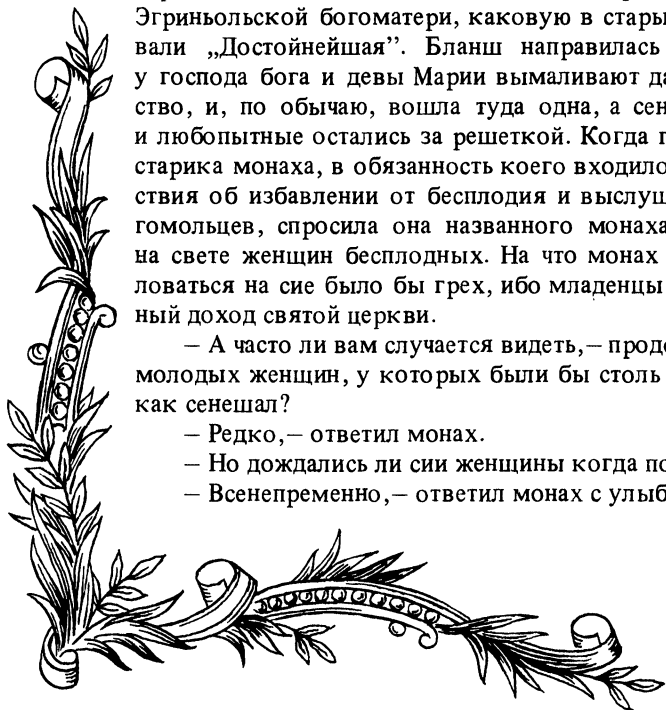 Эгриньольской богоматери, каковую в стары
вали „Достойнейшая”. Бланш направилась
у господа бога и девы Марии вымаливают да
ство, и, по обычаю, вошла туда одна, а сен
и любопытные остались за решеткой. Когда п
старика монаха, в обязанность коего входило
ствия об избавлении от бесплодия и выслуш
гомольцев, спросила она названного монаха
на свете женщин бесплодных. На что монах
ловаться на сие было бы грех, ибо младенцы
ный доход святой церкви.
— А часто ли вам случается видеть,— продо
молодых женщин, у которых были бы столь
как сенешал?
— Редко,— ответил монах.
— Но дождались ли сии женщины когда по
— Всенепременно,— ответил монах с улыб